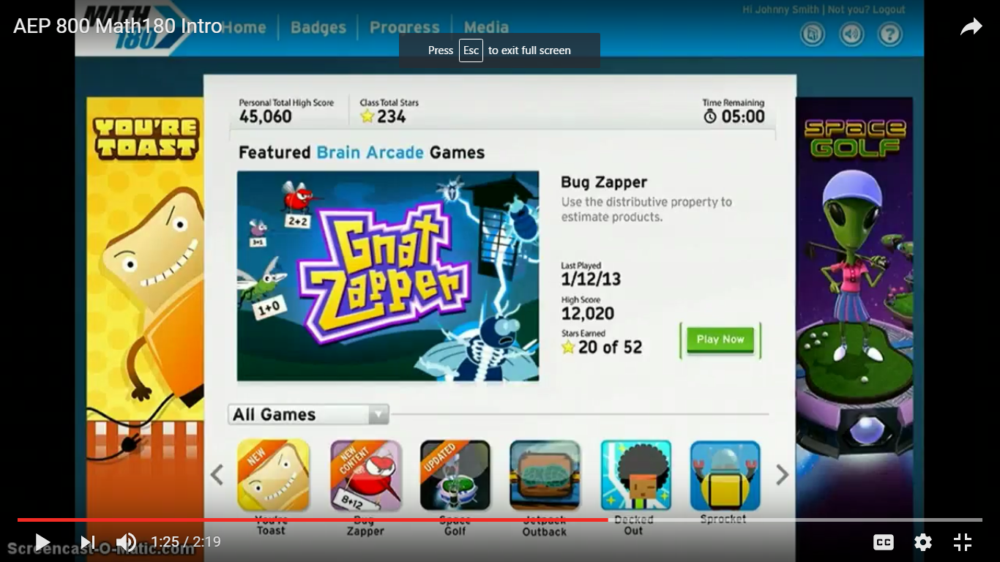 AEP 800 Math180 Intro
MATH
180
Home
Badges
Progress
Media
Hi Johnny Smith | Not you? Logout
?
Press Esc to exit full screen
Personal Total High Score
45,060
Class Total Stars
234
Time Remaining
05:00
YOU'RE
TOAST
SPACE
GOLF
Featured Brain Arcade Games
2+2
1+1
1+0
Gnat
Zapper
Bug Zapper
Use the distributive property to
estimate products.
Last Played
1/12/13
High Score
12,020
Stars Earned
20 of 52
Play Now
All Games
NEW
NEW
CONTENT
8+12
UPDATED
You're
Toast
Bug
Zapper
Space
Golf
Jetpack
Outback
Decked
Out
Sprocket
1:25 / 2:19
CC
Screencast-O-Matic.com